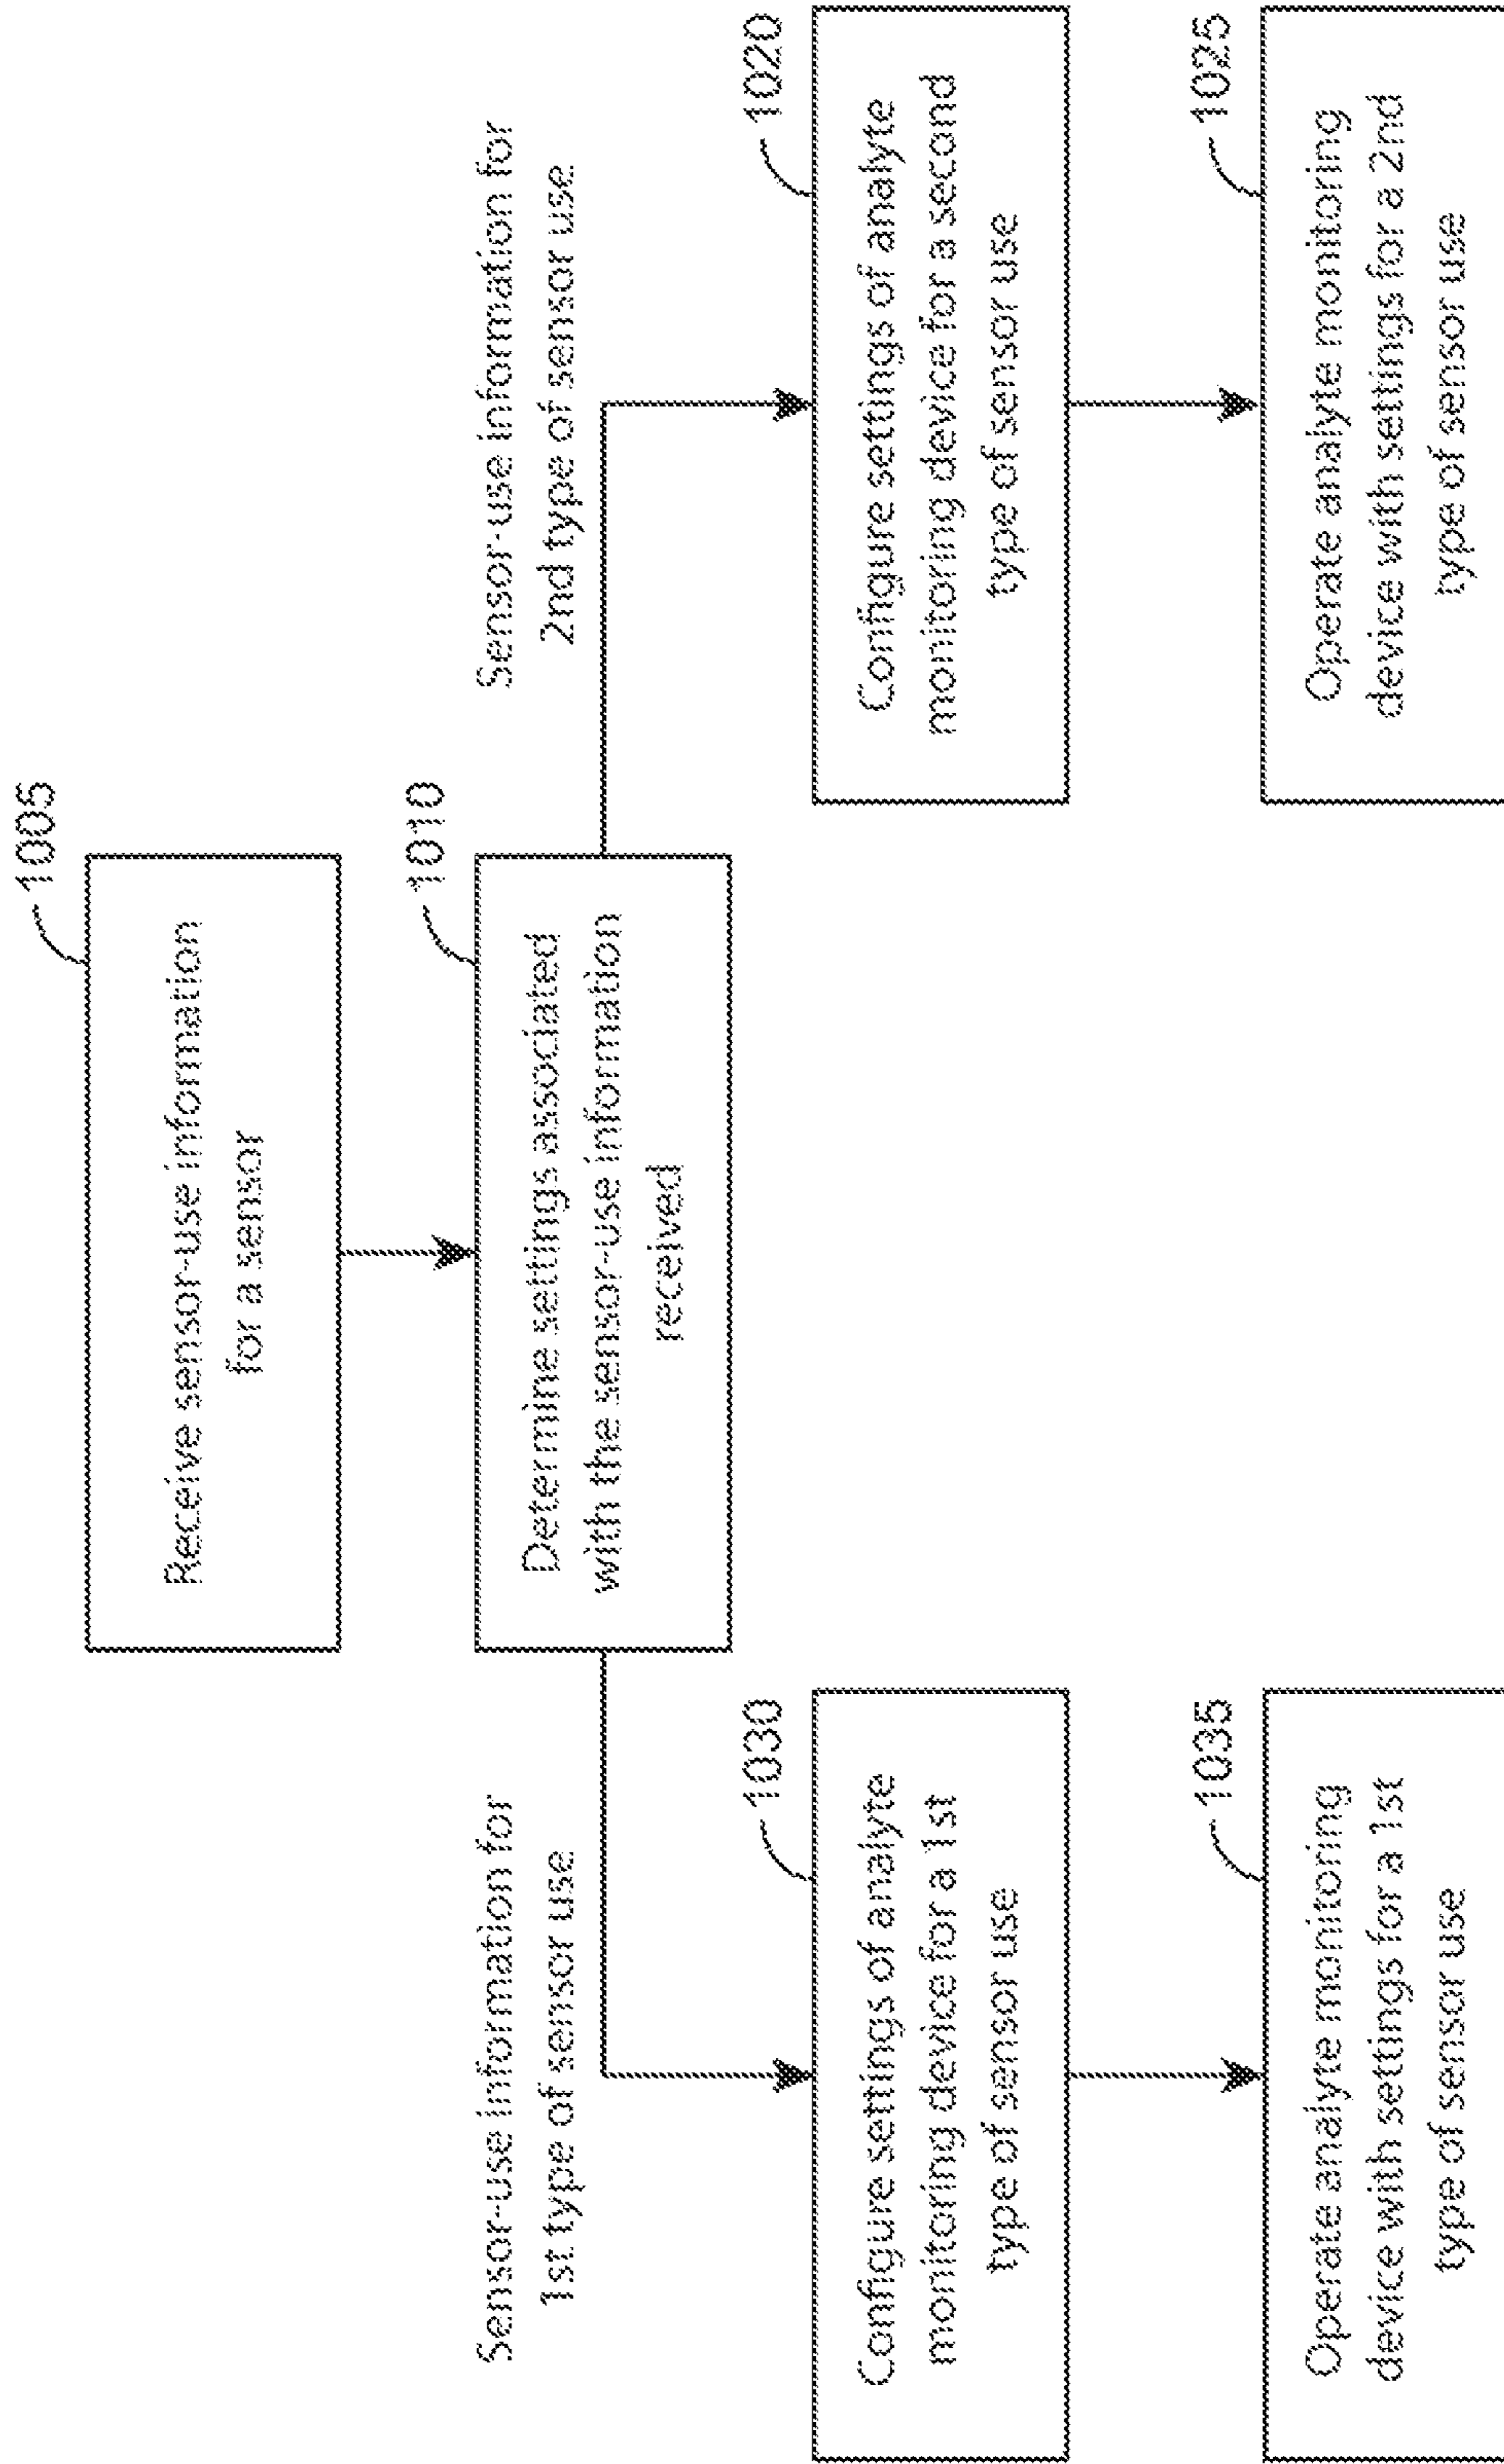 1005
Receive sensor-use information
for a sensor
1010
Determine settings associated
with the sensor-use information
received
Sensor-use information for
1st type of sensor use
Sensor-use information for
2nd type of sensor use
1030
Configure settings of analyte
monitoring device for a 1st
type of sensor use
1020
Configure settings of analyte
monitoring device for a second
type of sensor use
1035
Operate analyte monitoring
device with settings for a 1st
type of sensor use
1025
Operate analyte monitoring
device with settings for a 2nd
type of sensor use